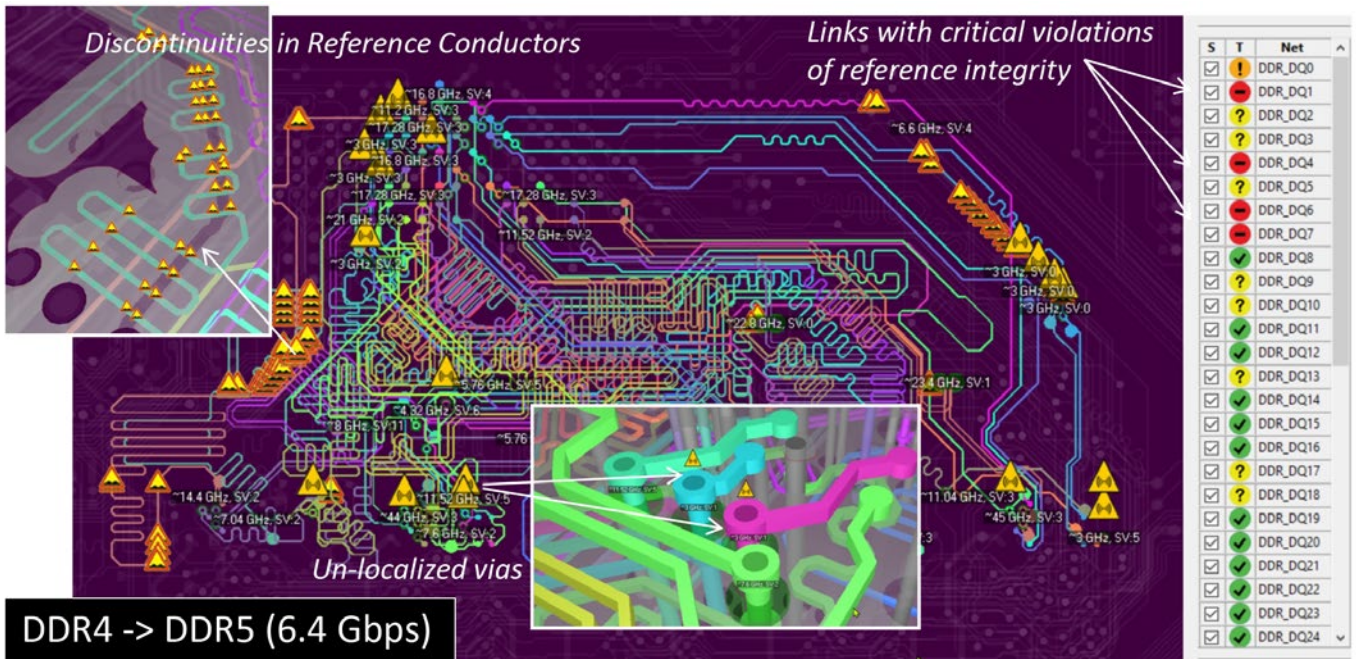 Discontinuities in Reference Conductors
Links with critical violations
of reference integrity
~16.8 GHz, SV:4
~11.2 GHz, SV:3
~17.28 GHz, SV:3
~3 GHz, SV:3
~16.8 GHz, SV:3
~3 GHz, SV:3
~17.28 GHz, SV:3
~17.28 GHz, SV:3
~21 GHz, SV:2
~11.52 GHz, SV:2
~3 GHz, SV:2
~6.6 GHz, SV:4
~3 GHz, SV:0
~3 GHz, SV:0
~3 GHz, SV:0
~22.8 GHz, SV:0
~5.76 GHz, SV:5
~23.4 GHz, SV:1
~4.32 GHz, SV:6
~8 GHz, SV:11
~5.76
~14.4 GHz, SV:2
~11.52 GHz, SV:5
~11.04 GHz, SV:3
~7.04 GHz, SV:2
~44 GHz, SV:3
~45 GHz, SV:3
~7.6 GHz, SV:2
~3 GHz, SV:5
Un-localized vias
DDR4 -> DDR5 (6.4 Gbps)
S T Net
DDR_DQ0
DDR_DQ1
DDR_DQ2
DDR_DQ3
DDR_DQ4
DDR_DQ5
DDR_DQ6
DDR_DQ7
DDR_DQ8
DDR_DQ9
DDR_DQ10
DDR_DQ11
DDR_DQ12
DDR_DQ13
DDR_DQ14
DDR_DQ15
DDR_DQ16
DDR_DQ17
DDR_DQ18
DDR_DQ19
DDR_DQ20
DDR_DQ21
DDR_DQ22
DDR_DQ23
DDR_DQ24